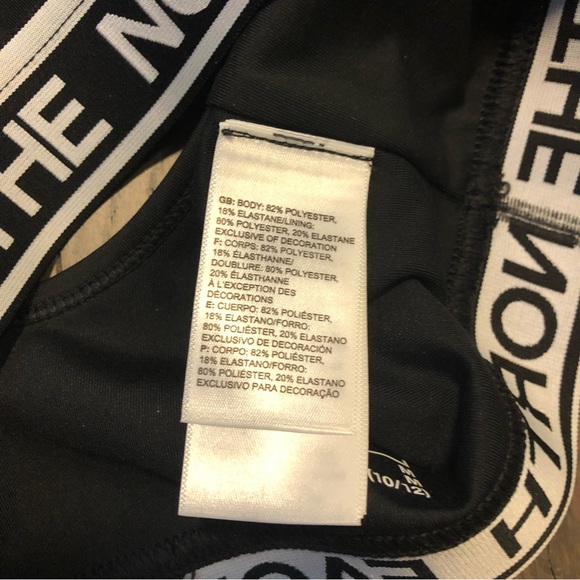 THE NO
THE
NORTH
GB: BODY: 82% POLYESTER,
18% ELASTANE/LINING:
80% POLYESTER, 20% ELASTANE
EXCLUSIVE OF DECORATION
F: CORPS: 82% POLYESTER,
18% ÉLASTHANNE/
DOUBLURE: 80% POLYESTER,
20% ÉLASTHANNE
À L'EXCEPTION DES
DÉCORATIONS
E: CUERPO: 82% POLIÉSTER,
18% ELASTANO/FORRO:
80% POLIÉSTER, 20% ELASTANO
EXCLUSIVO DE DECORACIÓN
P: CORPO: 82% POLIÉSTER,
18% ELASTANO/FORRO:
80% POLIÉSTER, 20% ELASTANO
EXCLUSIVO PARA DECORAÇÃO
(10/12)